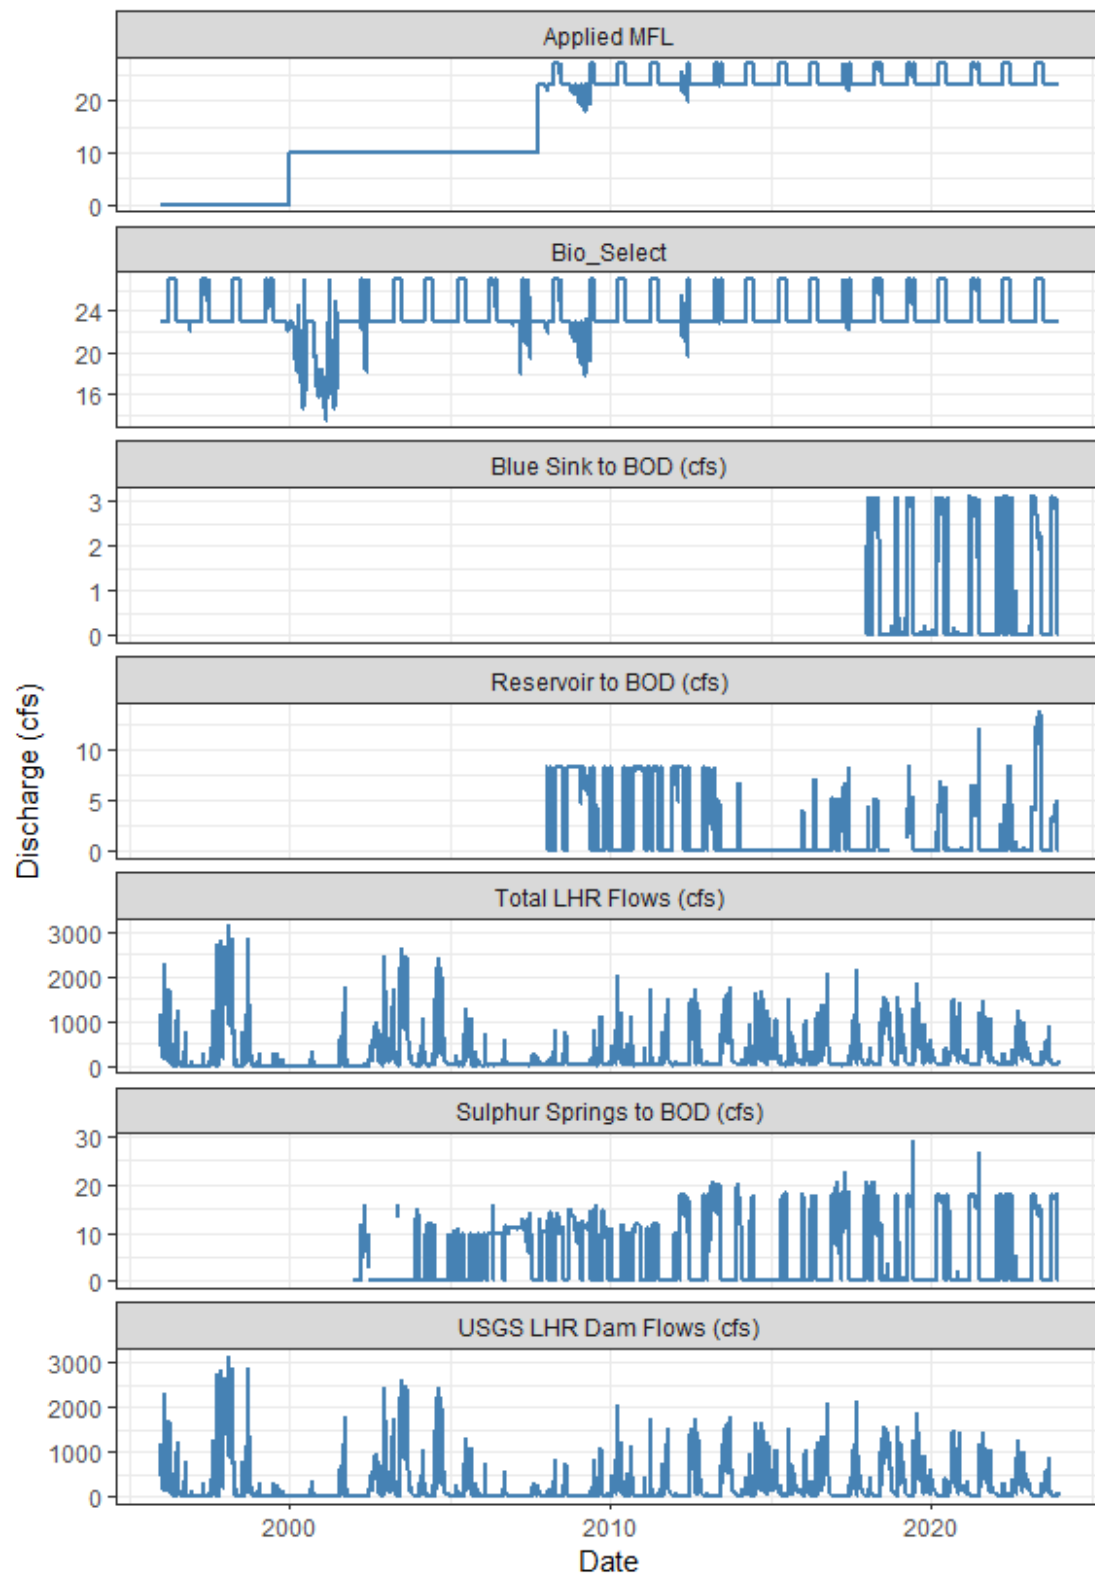 Applied MFL
20
10
0
Bio_Select
24
20
16
Blue Sink to BOD (cfs)
3
2
1
0
Reservoir to BOD (cfs)
10
5
0
Discharge (cfs)
Total LHR Flows (cfs)
3000
2000
1000
0
Sulphur Springs to BOD (cfs)
30
20
10
0
USGS LHR Dam Flows (cfs)
3000
2000
1000
0
2000 2010 2020
Date